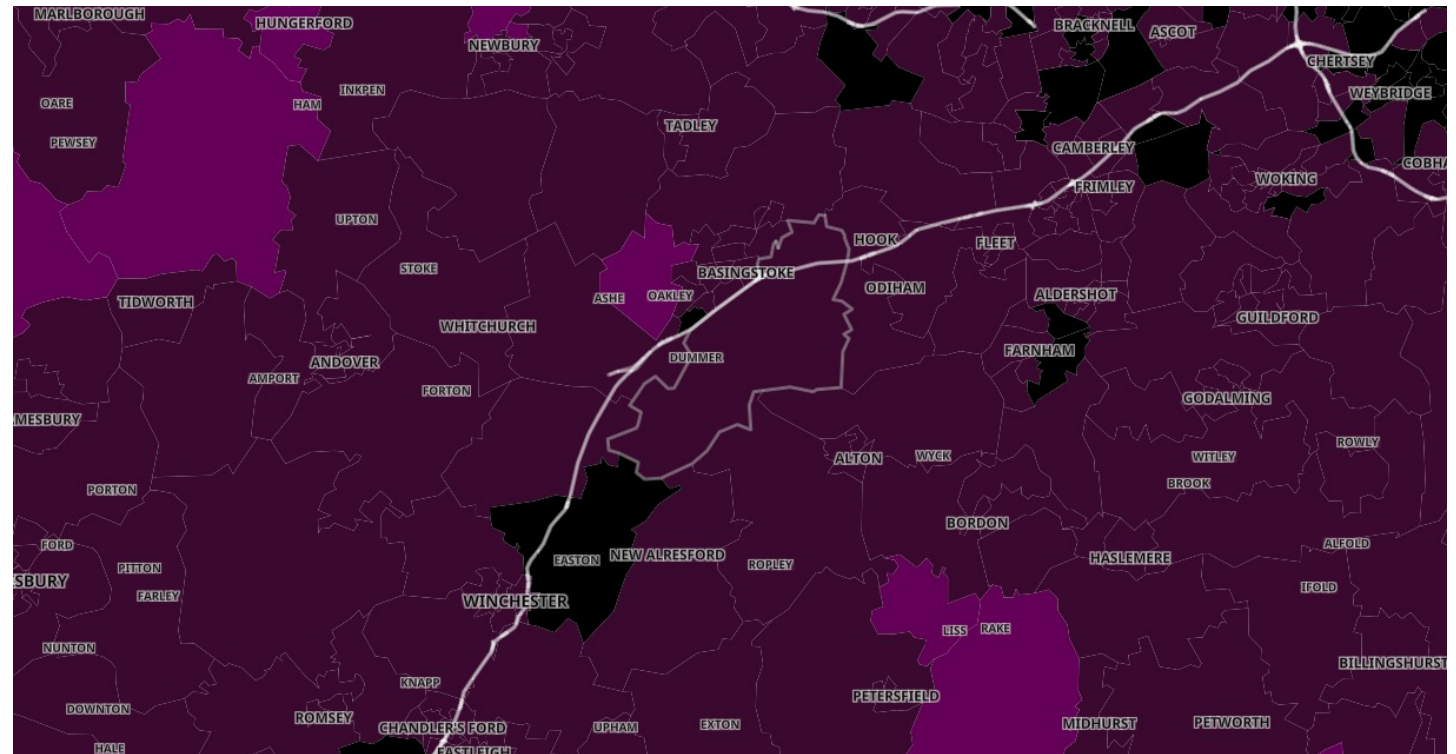 MARLBOROUGH
HUNGERFORD
NEWBURY
BRACKNELL
ASCOT
CHERTSEY
INKPEN
HAM
OARE
WEYBRIDGE
PEWSEY
TADLEY
CAMBERLEY
COBHA
FRIMLEY
WOKING
UPTON
STOKE
HOOK
FLEET
BASINGSTOKE
ODIHAM
ALDERSHOT
TIDWORTH
ASHE
OAKLEY
GUILDFORD
WHITCHURCH
ANDOVER
DUMMER
FARNHAM
AMPORT
FORTON
GODALMING
MESBURY
ROWLY
ALTON
WYCK
WITLEY
BROOK
PORTON
BORDON
FORD
EASTON
NEW ALRESFORD
ROPLEY
HASLEMERE
ALFOLD
PITTON
SBURY
FARLEY
WINCHESTER
IFOLD
LISS
RAKE
NUNTON
BILLINGSHURST
KNAPP
PETERSFIELD
DOWNTON
ROMSEY
CHANDLER'S FORD
UPHAM
EXTON
MIDHURST
PETWORTH
HALE
EASTLEIGH